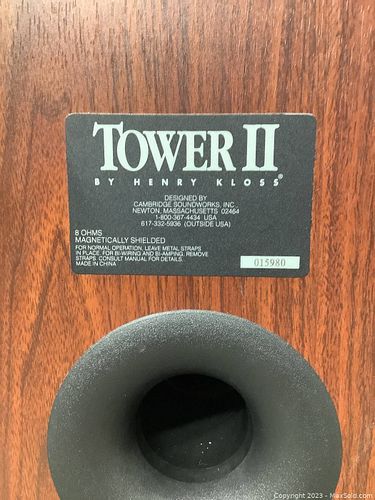 TOWER II
BY HENRY KLOSS®
DESIGNED BY
CAMBRIDGE SOUNDWORKS, INC.
NEWTON, MASSACHUSETTS 02464
1-800-367-4434 USA
617-332-5936 (OUTSIDE USA)
8 OHMS
MAGNETICALLY SHIELDED
FOR NORMAL OPERATION, LEAVE METAL STRAPS
IN PLACE. FOR BI-WIRING AND BI-AMPING, REMOVE
STRAPS. CONSULT MANUAL FOR DETAILS.
MADE IN CHINA
015980
Copyright © 2023 - MaxSold.com